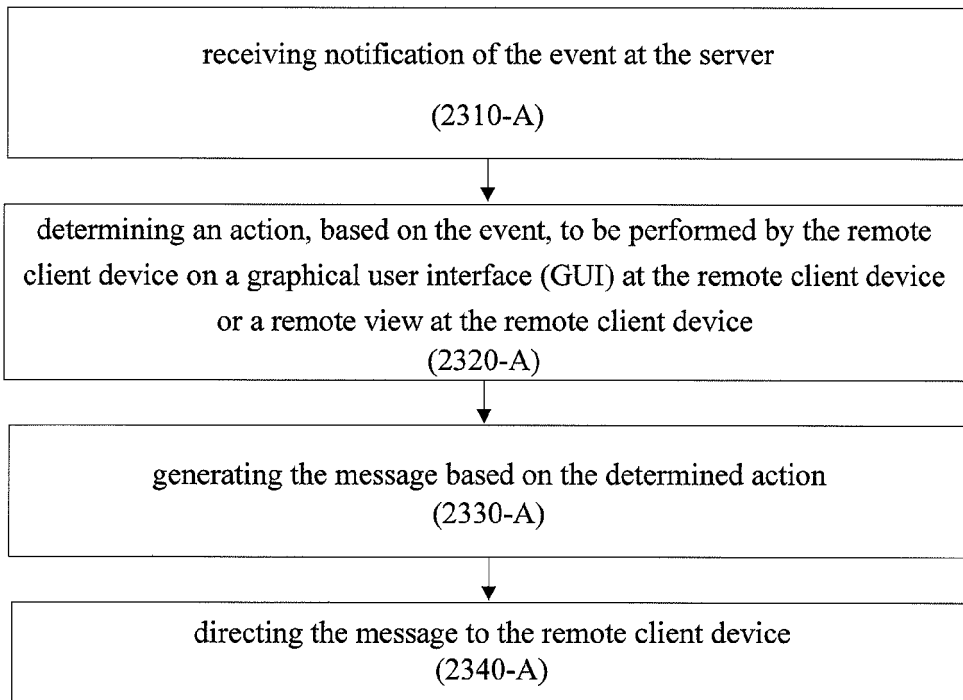 receiving notification of the event at the server
(2310-A)
determining an action, based on the event, to be performed by the remote
client device on a graphical user interface (GUI) at the remote client device
or a remote view at the remote client device
(2320-A)
generating the message based on the determined action
(2330-A)
directing the message to the remote client device
(2340-A)